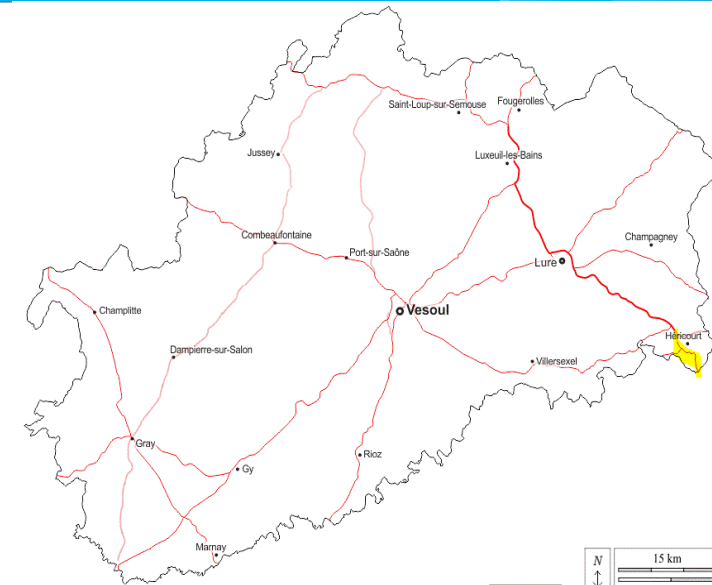 Saint-Loup-sur-Semouse
Fougerolles
Jussey
Luxeuil-les-Bains
Combeaufontaine
Champagney
Port-sur-Saône
Lure
Champlitte
Vesoul
Héricourt
Dampierre-sur-Salon
Villersexel
Gray
Rioz
Gy
Marnay
N
15 km